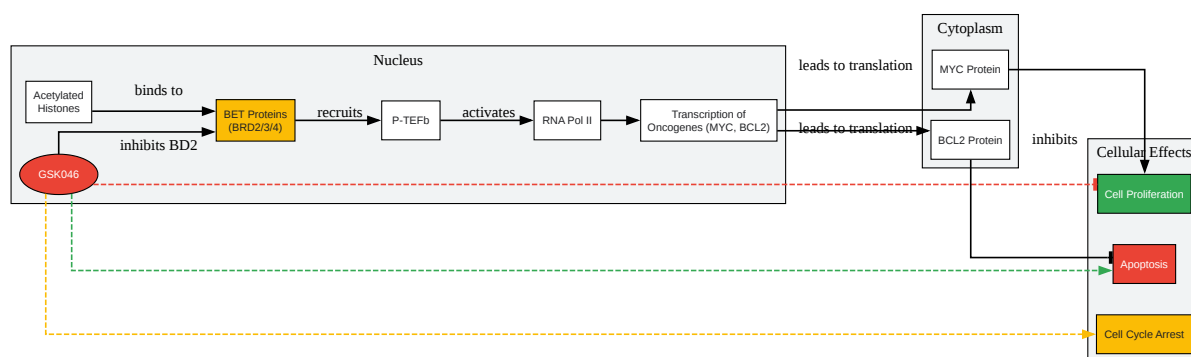 Nucleus
Cytoplasm
Acetylated
Histones
binds to
inhibits BD2
GSK046
BET Proteins
(BRD2/3/4)
recruits
P-TEFb
activates
RNA Pol II
Transcription of
Oncogenes (MYC, BCL2)
leads to translation
leads to translation
MYC Protein
BCL2 Protein
inhibits
Cellular Effects
Cell Proliferation
Apoptosis
Cell Cycle Arrest